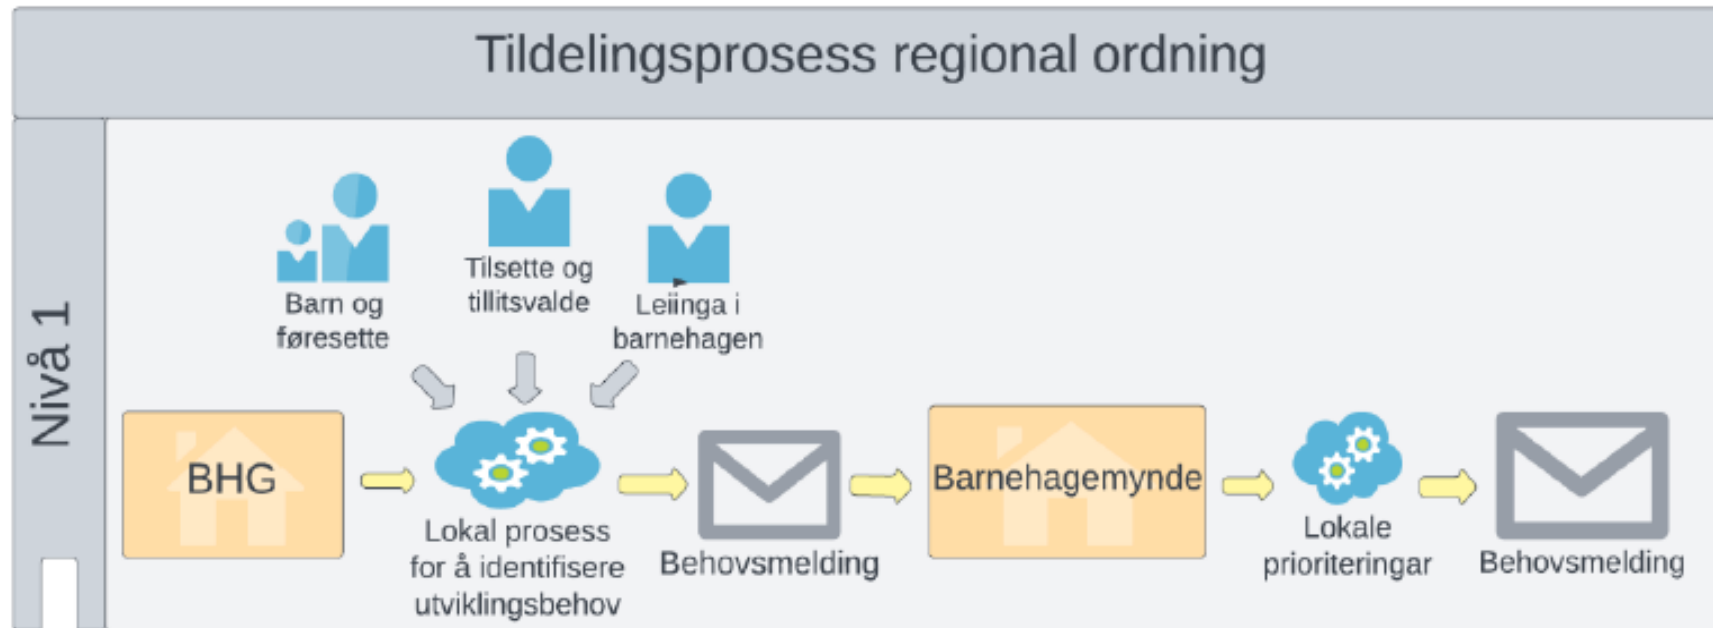 Tildelingsprosess regional ordning
Nivå 1
Barn og
føresette
Tilsette og
tillitsvalde
Leiinga i
barnehagen
BHG
Lokal prosess
for å identifisere
utviklingsbehov
Behovsmelding
Barnehagemynde
Lokale
prioriteringar
Behovsmelding